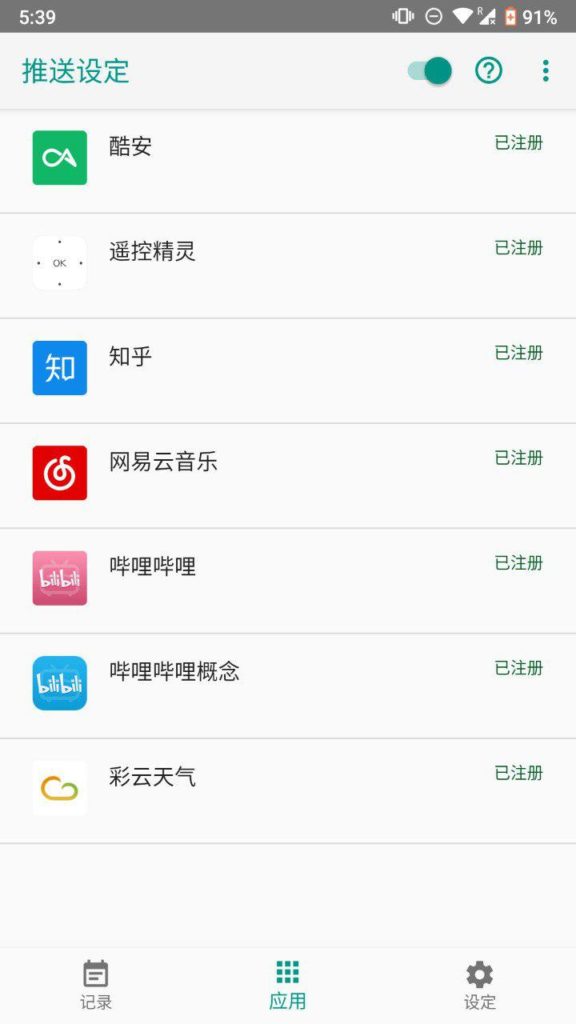 5:39
R
91%
推送设定
酷安
已注册
OK
遥控精灵
已注册
知
知乎
已注册
网易云音乐
已注册
bilibili
哔哩哔哩
已注册
bilibili
哔哩哔哩概念
已注册
彩云天气
已注册
记录
应用
设定